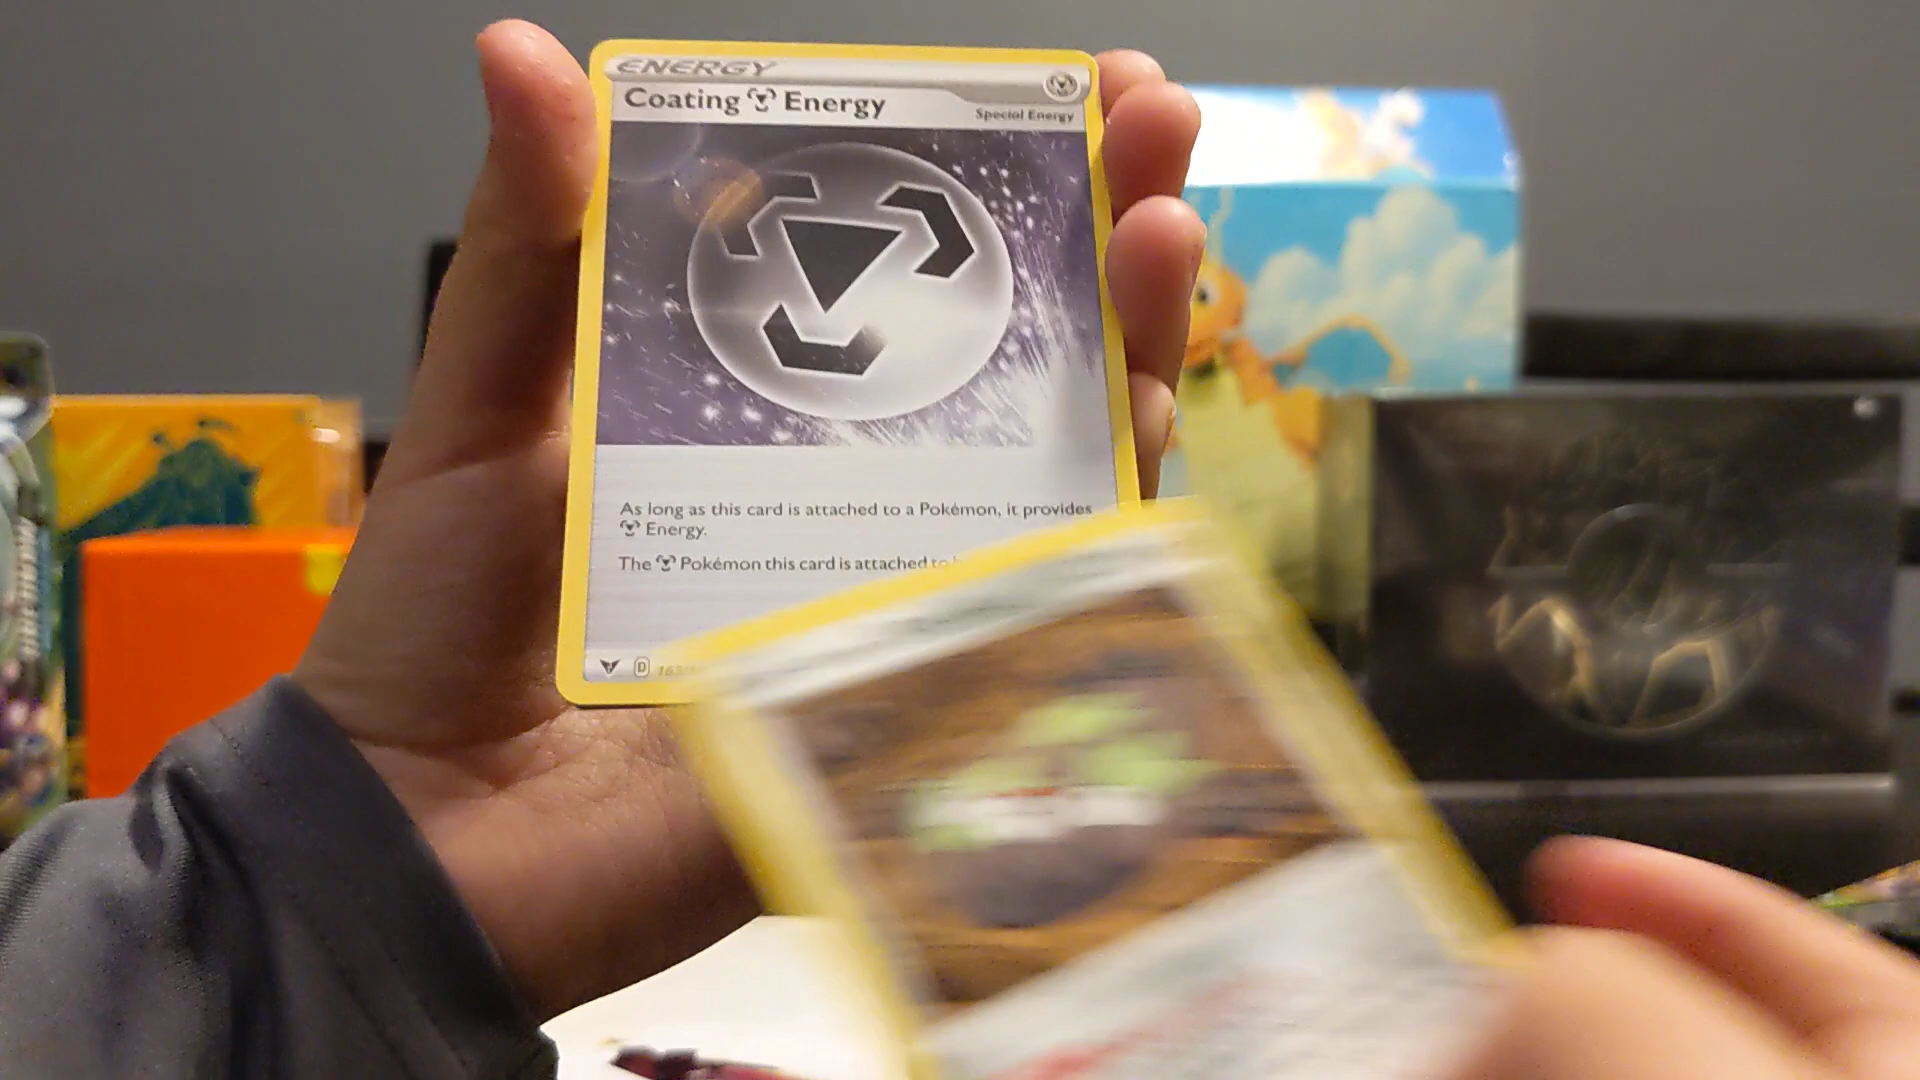 ENERGY
Coating Energy
Special Energy
As long as this card is attached to a Pokémon, it provides
Energy.
The Pokémon this card is attached to
D 163